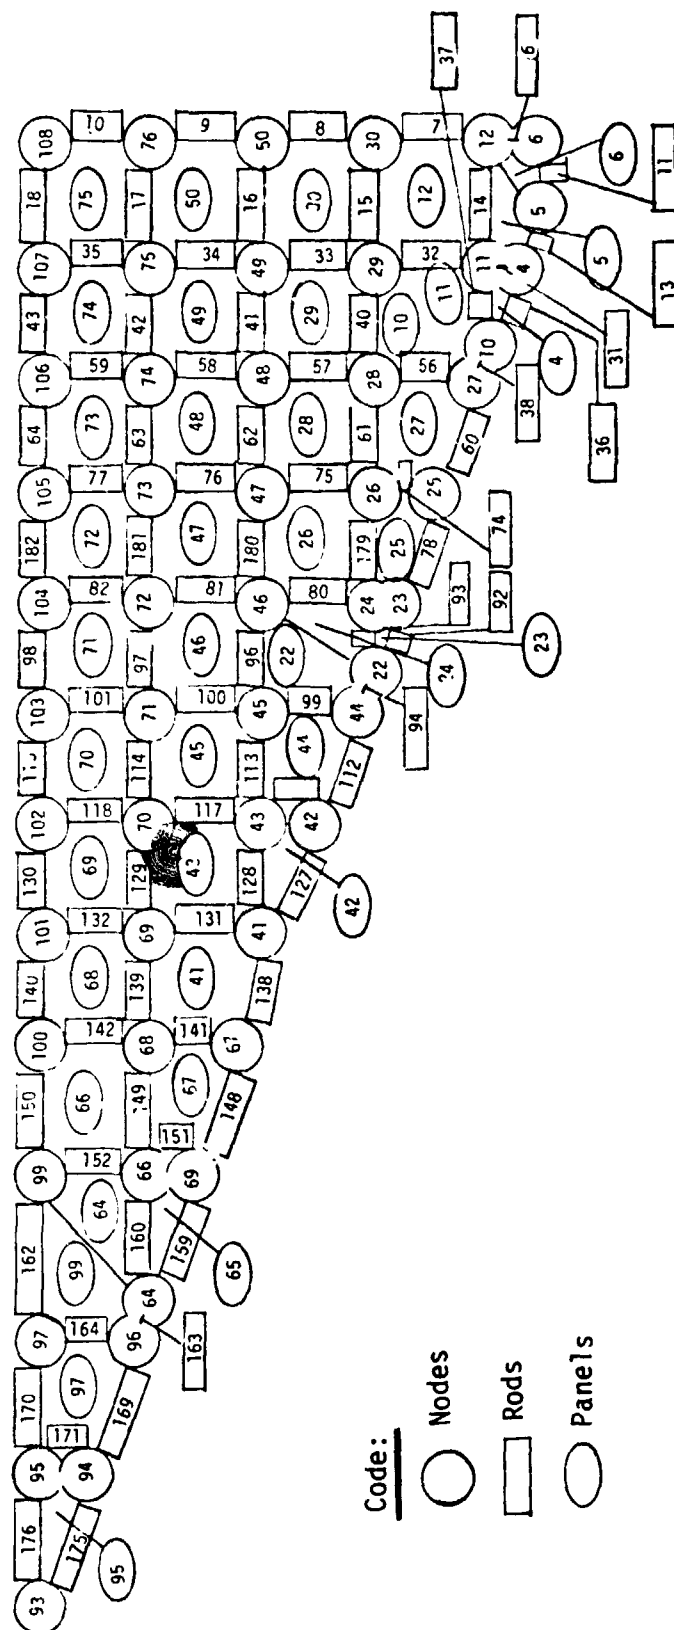 93 176 95 170 97 162 99 150 100 140 101 130 102 103 98 104 182 105 64 106 43 107 18 108
175 94 171 97 164 99 64 152 66 142 68 132 69 118 70 101 71 82 72 77 73 59 74 35 75 10
95 169 96 64 160 66 149 68 139 69 129 70 114 71 97 72 181 73 63 74 42 75 17 76
163 159 69 151 67 141 41 131 117 45 100 46 81 47 76 48 58 49 34 50 9
65 148 67 138 41 128 43 113 45 96 46 180 47 62 48 41 49 16 50
127 42 44 99 22 80 26 75 28 57 29 33 8
42 112 44 22 24 23 179 26 61 28 40 29 15 30
94 24 93 25 78 25 27 56 27 10 11 32 12 7
23 92 74 60 10 37 11 4 14 12 6
38 36 4 31 5 5 13 6 11 6
Code:
Nodes
Rods
Panels